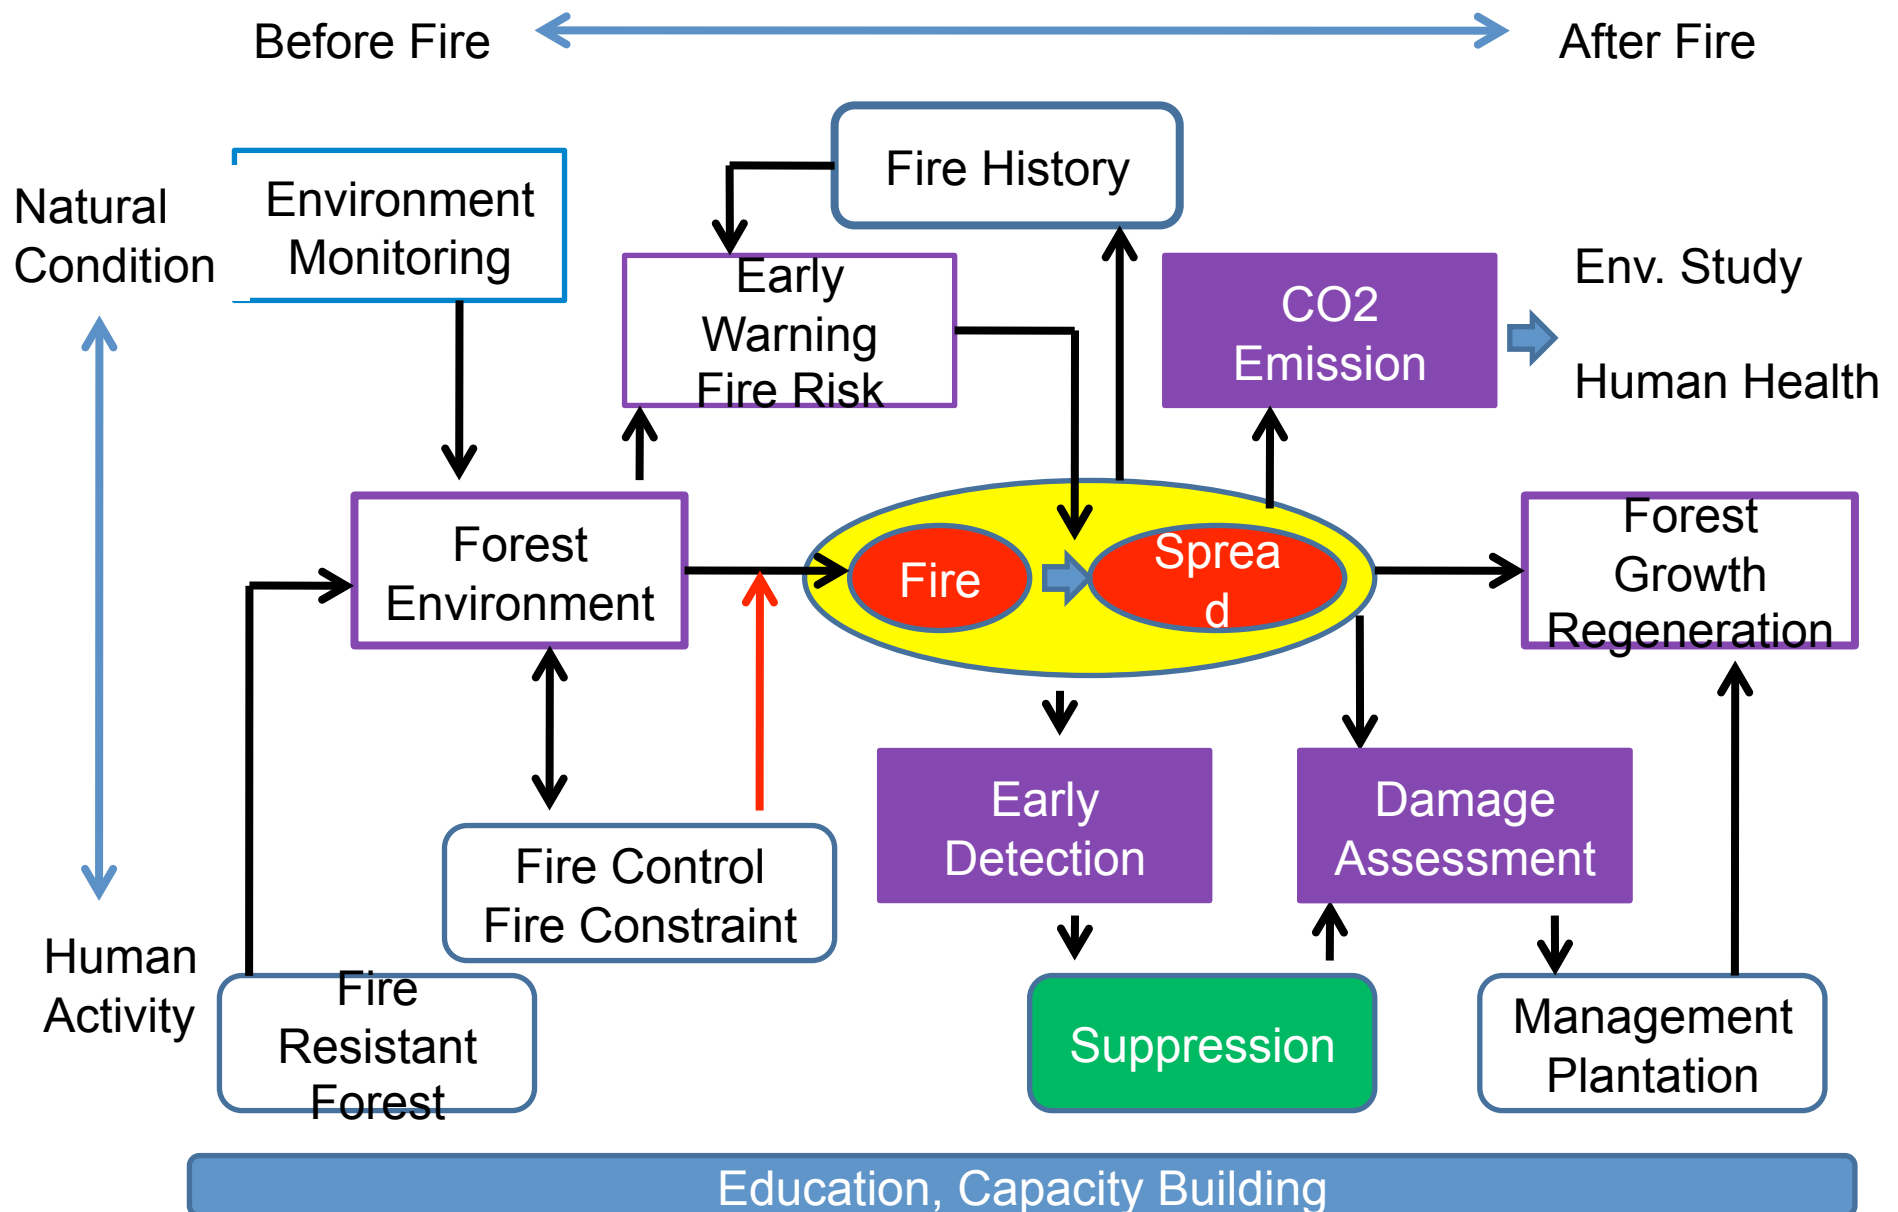 Before Fire
After Fire
Fire History
Natural
Condition
Environment
Monitoring
Early
Warning
Fire Risk
CO2
Emission
Env. Study
Human Health
Forest
Environment
Fire
Sprea
d
Forest
Growth
Regeneration
Early
Detection
Damage
Assessment
Fire Control
Fire Constraint
Human
Activity
Fire
Resistant
Forest
Suppression
Management
Plantation
Education, Capacity Building